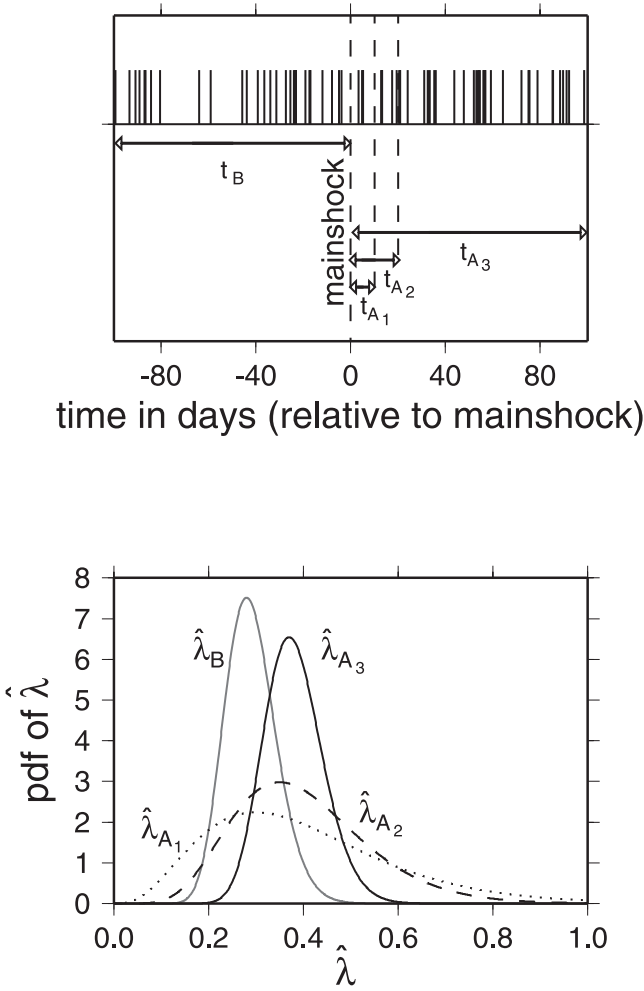 t_B
mainshock
t_A3
t_A2
t_A1
-80 -40 0 40 80
time in days (relative to mainshock)
8
7
6
5
4
3
2
1
0
pdf of λ̂
λ̂_B
λ̂_A3
λ̂_A1
λ̂_A2
0.0 0.2 0.4 0.6 0.8 1.0
λ̂